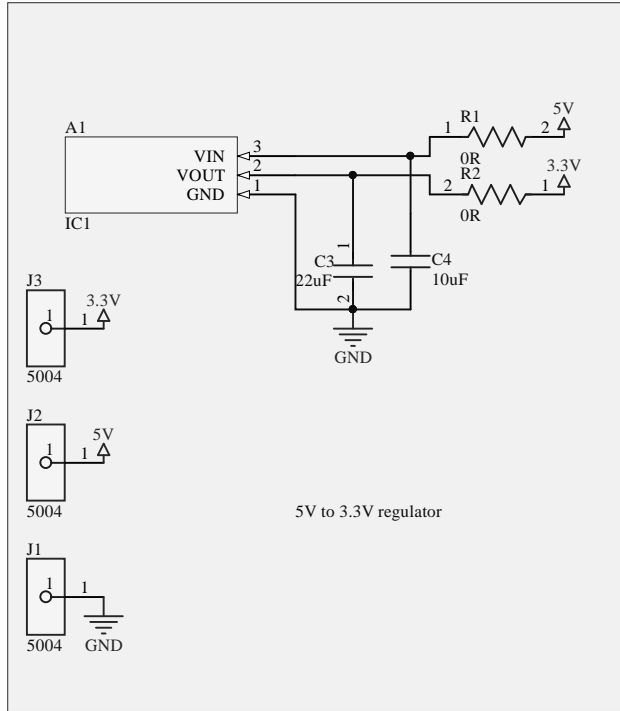 A1
VIN 3
VOUT 2
GND 1
IC1
R1
1 2
0R
5V
R2
2 1
0R
3.3V
1
C3
22uF
2
C4
10uF
GND
J3
1 1
3.3V
5004
J2
1 1
5V
5004
5V to 3.3V regulator
J1
1 1
5004
GND